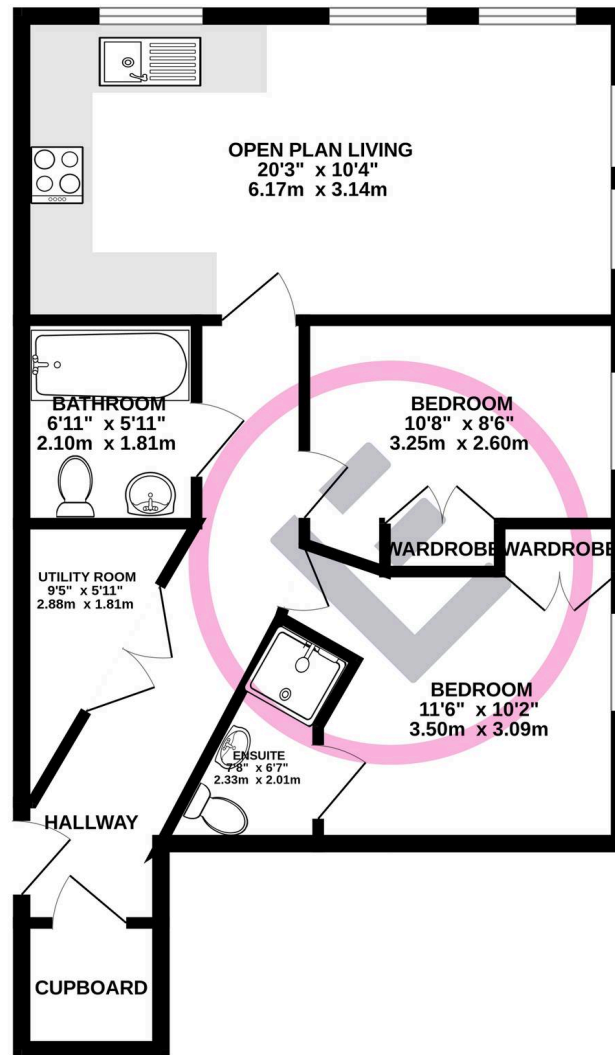 OPEN PLAN LIVING
20'3" x 10'4"
6.17m x 3.14m
BATHROOM
6'11" x 5'11"
2.10m x 1.81m
BEDROOM
10'8" x 8'6"
3.25m x 2.60m
WARDROBE WARDROBE
UTILITY ROOM
9'5" x 5'11"
2.88m x 1.81m
BEDROOM
11'6" x 10'2"
3.50m x 3.09m
ENSUITE
7'8" x 6'7"
2.33m x 2.01m
HALLWAY
CUPBOARD